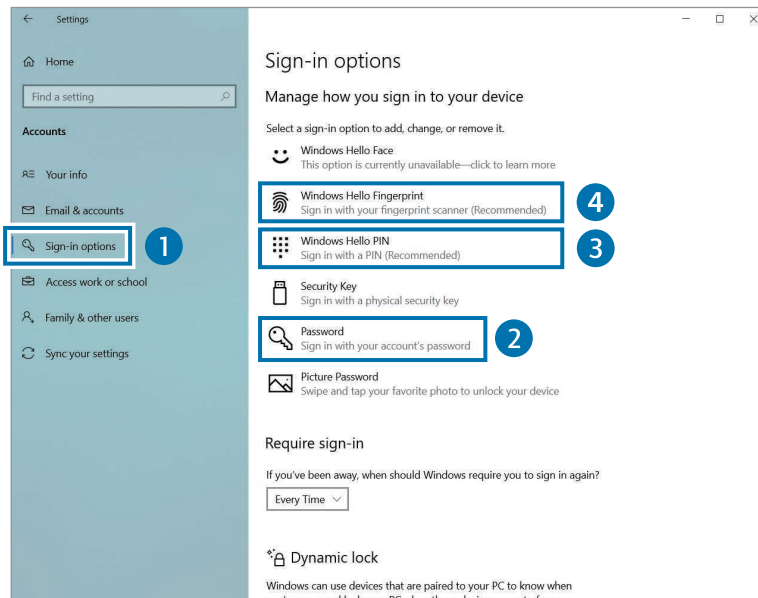 Settings
Home
Find a setting
Accounts
Your info
Email & accounts
Sign-in options
1
Access work or school
Family & other users
Sync your settings
Sign-in options
Manage how you sign in to your device
Select a sign-in option to add, change, or remove it.
Windows Hello Face
This option is currently unavailable—click to learn more
Windows Hello Fingerprint
Sign in with your fingerprint scanner (Recommended)
4
Windows Hello PIN
Sign in with a PIN (Recommended)
3
Security Key
Sign in with a physical security key
Password
Sign in with your account's password
2
Picture Password
Swipe and tap your favorite photo to unlock your device
Require sign-in
If you've been away, when should Windows require you to sign in again?
Every Time
Dynamic lock
Windows can use devices that are paired to your PC to know when